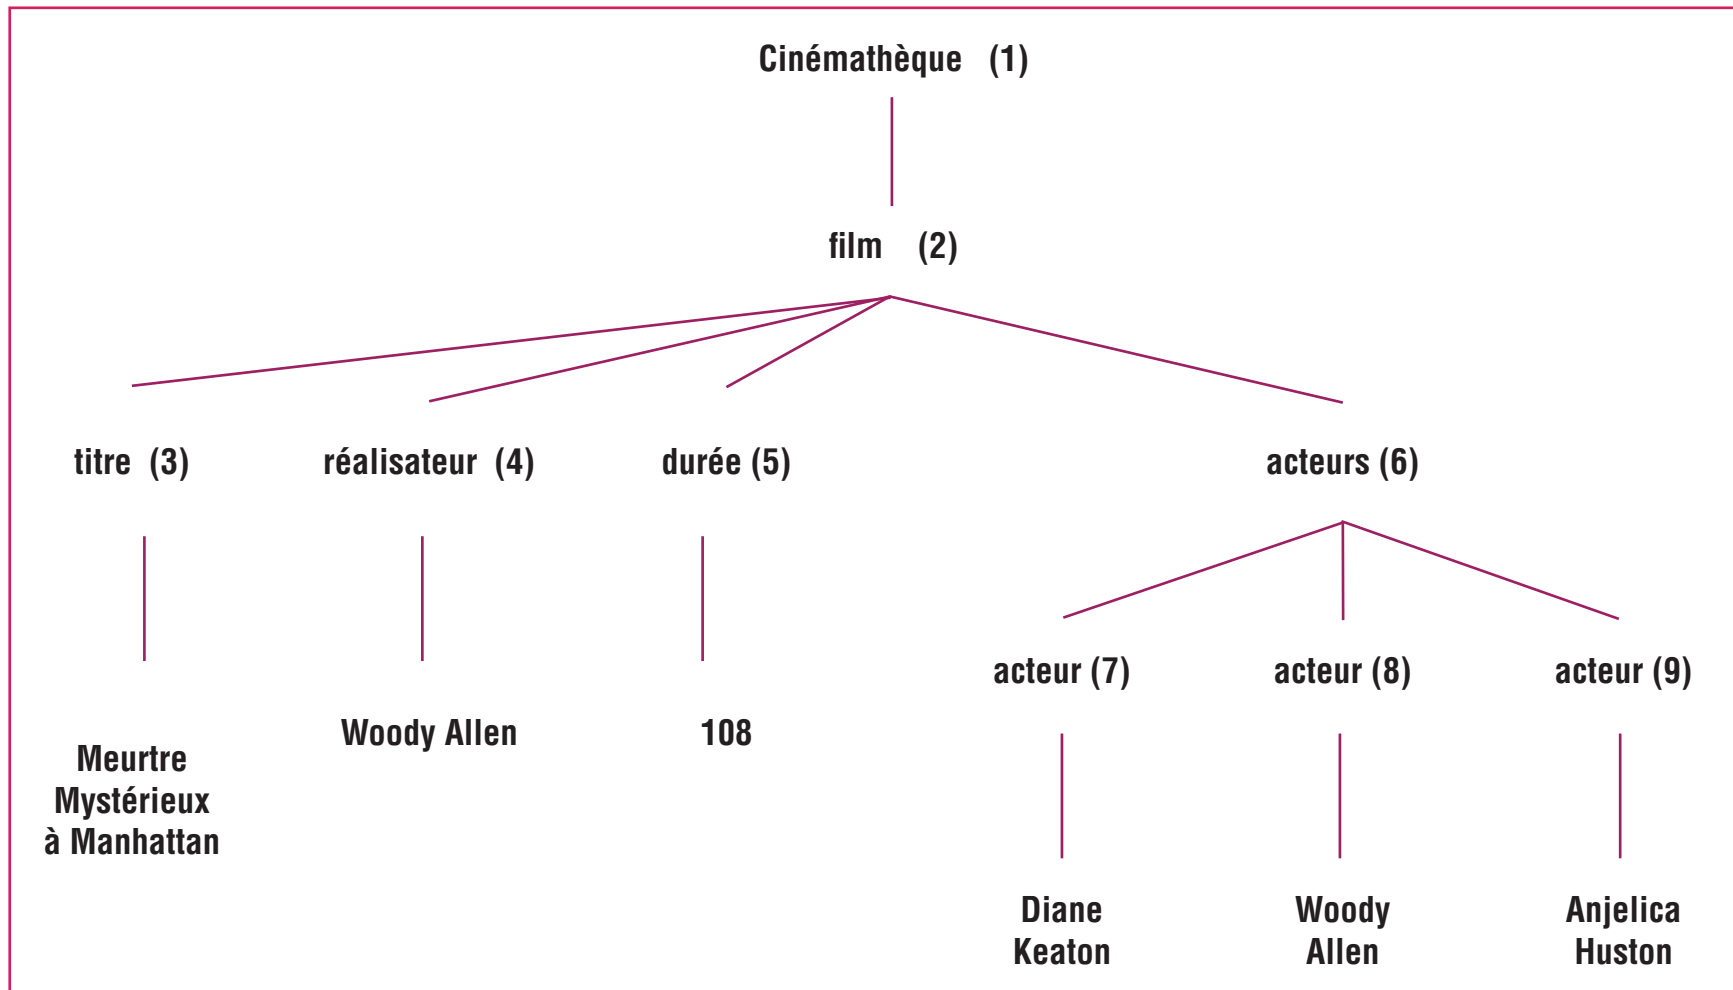 Cinémathèque (1)
film (2)
titre (3)
réalisateur (4)
durée (5)
acteurs (6)
Meurtre
Mystérieux
à Manhattan
Woody Allen
108
acteur (7)
acteur (8)
acteur (9)
Diane
Keaton
Woody
Allen
Anjelica
Huston